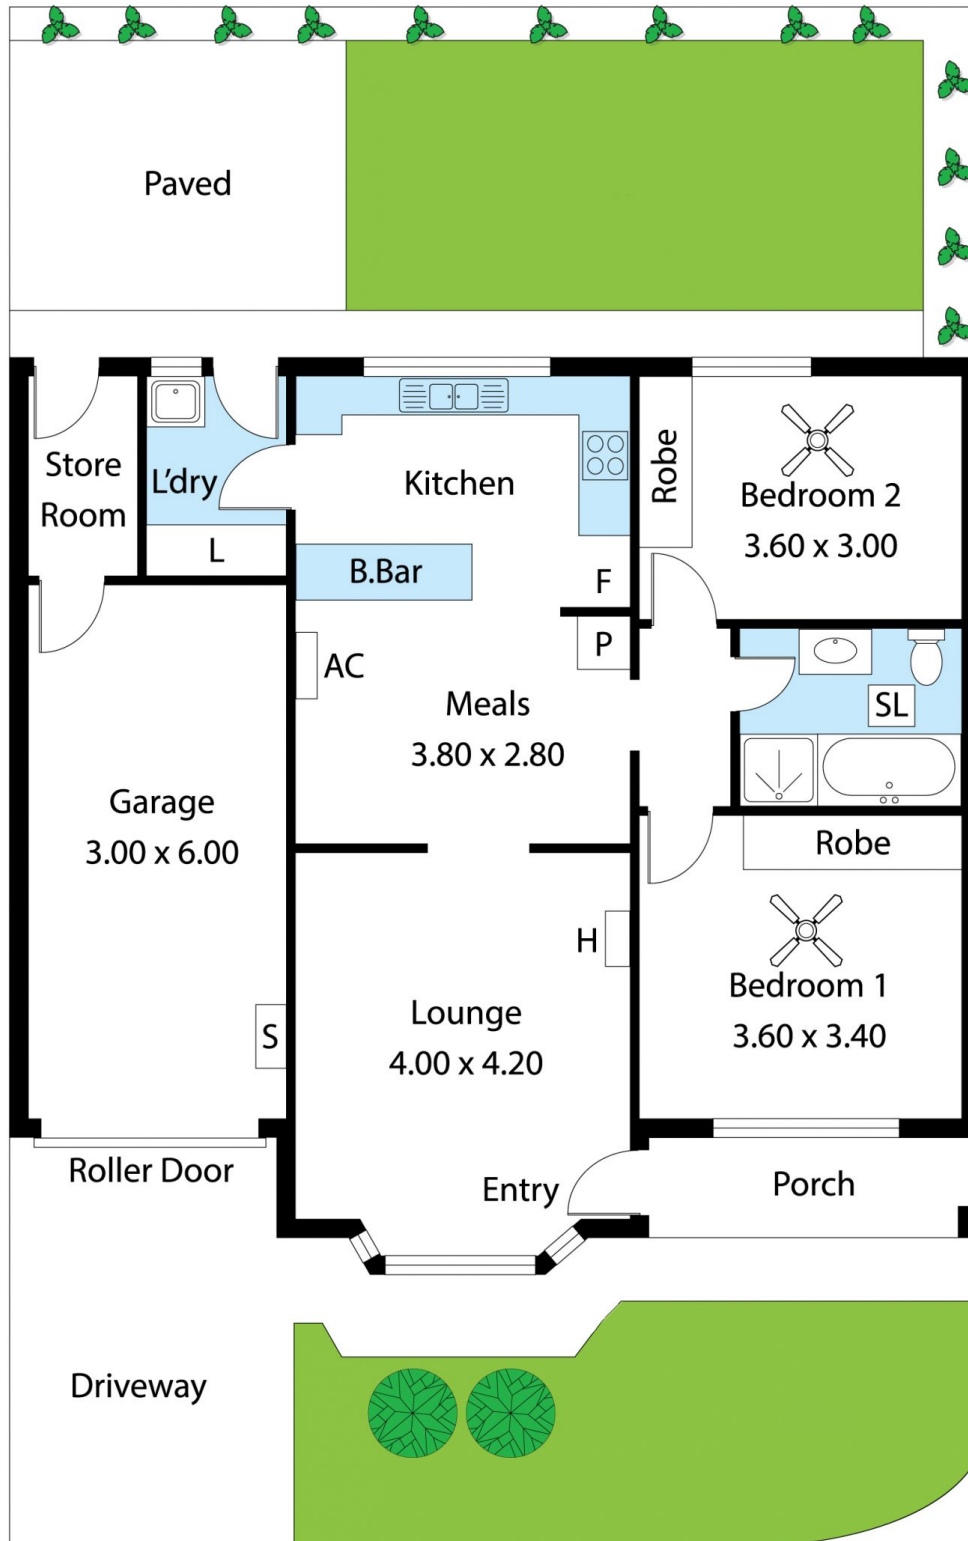 Paved
Store
Room
L'dry
L
Kitchen
B.Bar
F
Robe
Bedroom 2
3.60 x 3.00
AC
P
Meals
3.80 x 2.80
SL
Garage
3.00 x 6.00
Robe
H
Bedroom 1
3.60 x 3.40
Lounge
4.00 x 4.20
S
Roller Door
Entry
Porch
Driveway